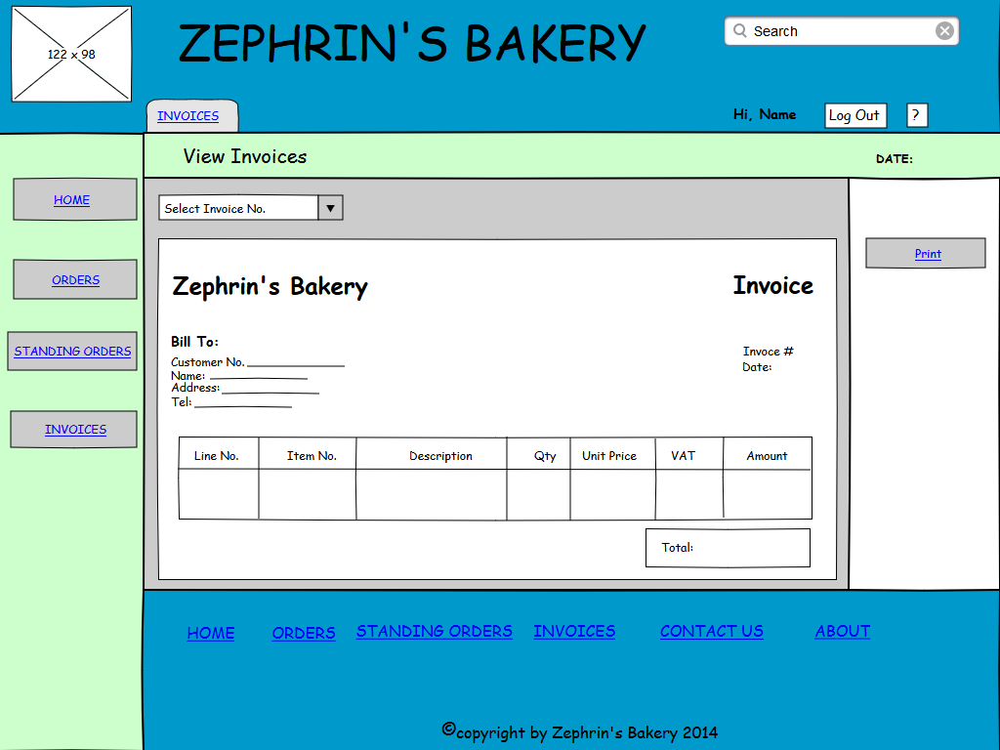 122 x 98
ZEPHRIN'S BAKERY
Search
INVOICES
Hi, Name
Log Out
?
View Invoices
DATE:
HOME
ORDERS
STANDING ORDERS
INVOICES
Select Invoice No.
Print
Zephrin's Bakery
Invoice
Bill To:
Customer No.
Name:
Address:
Tel:
Invoce #
Date:
Line No. Item No. Description Qty Unit Price VAT Amount
Total:
HOME ORDERS STANDING ORDERS INVOICES CONTACT US ABOUT
©copyright by Zephrin's Bakery 2014